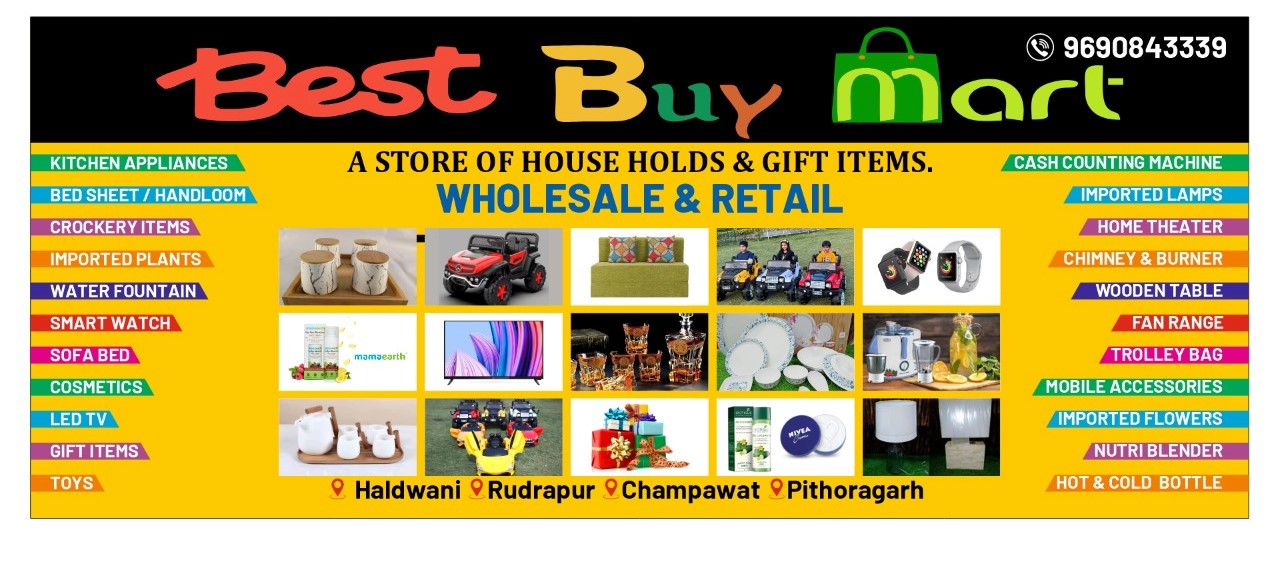 Best Buy Mart
9690843339
A STORE OF HOUSE HOLDS & GIFT ITEMS.
WHOLESALE & RETAIL
KITCHEN APPLIANCES
BED SHEET / HANDLOOM
CROCKERY ITEMS
IMPORTED PLANTS
WATER FOUNTAIN
SMART WATCH
SOFA BED
COSMETICS
LED TV
GIFT ITEMS
TOYS
mamaearth
NIVEA
CASH COUNTING MACHINE
IMPORTED LAMPS
HOME THEATER
CHIMNEY & BURNER
WOODEN TABLE
FAN RANGE
TROLLEY BAG
MOBILE ACCESSORIES
IMPORTED FLOWERS
NUTRI BLENDER
HOT & COLD BOTTLE
Haldwani Rudrapur Champawat Pithoragarh